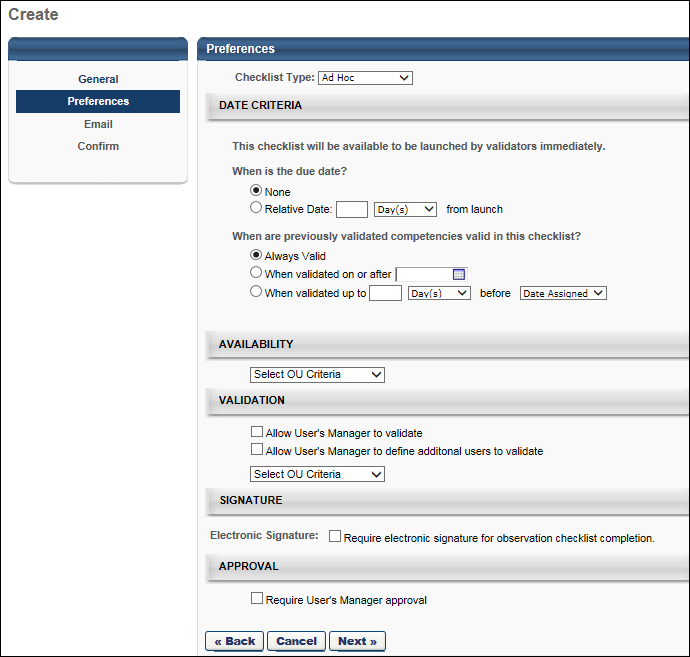 Create
General
Preferences
Email
Confirm
Preferences
Checklist Type: Ad Hoc
DATE CRITERIA
This checklist will be available to be launched by validators immediately.
When is the due date?
None
Relative Date: Day(s) from launch
When are previously validated competencies valid in this checklist?
Always Valid
When validated on or after
When validated up to Day(s) before Date Assigned
AVAILABILITY
Select OU Criteria
VALIDATION
Allow User's Manager to validate
Allow User's Manager to define additonal users to validate
Select OU Criteria
SIGNATURE
Electronic Signature: Require electronic signature for observation checklist completion.
APPROVAL
Require User's Manager approval
« Back Cancel Next »